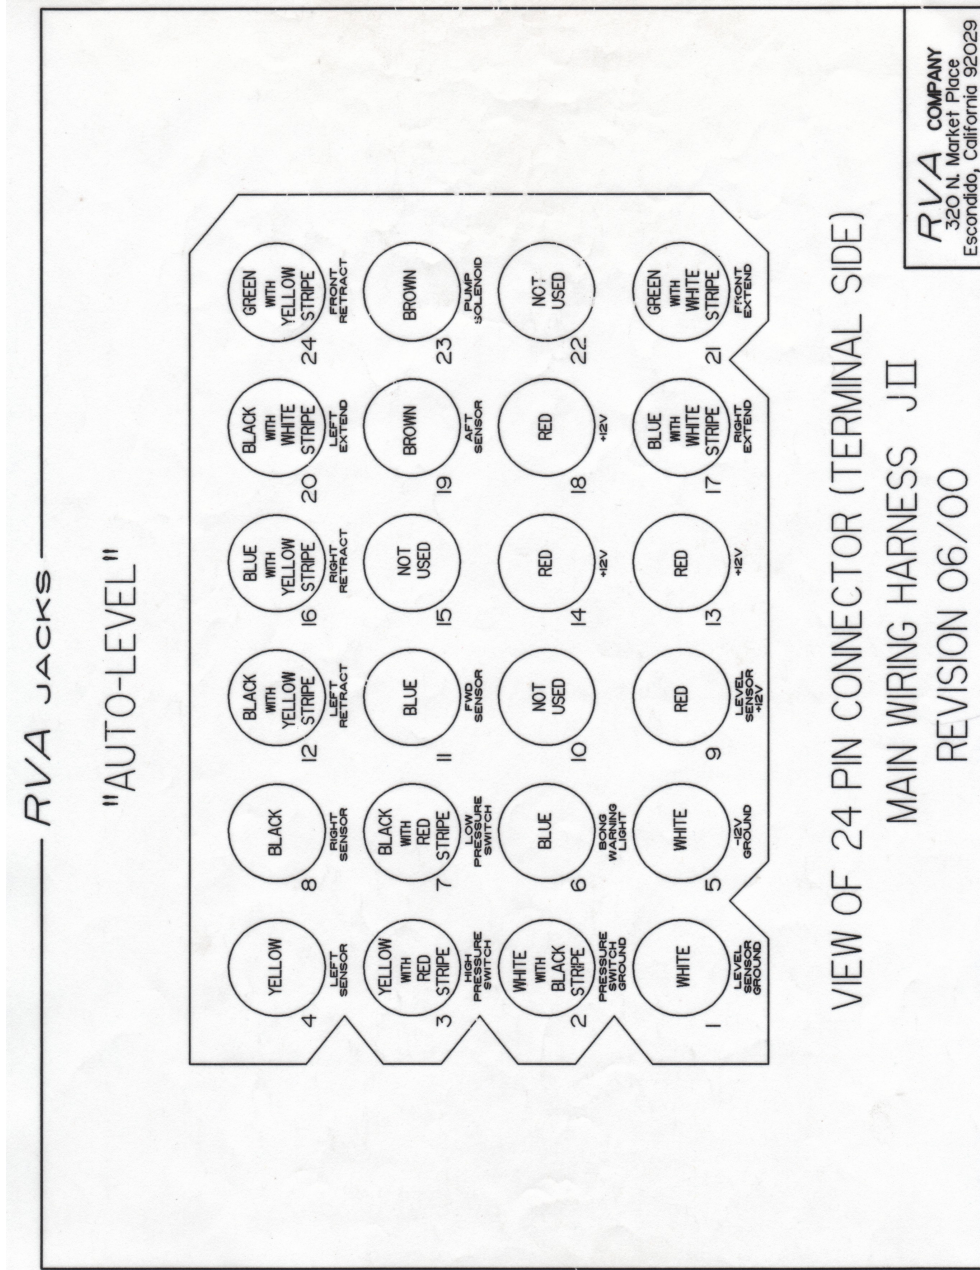 RVA JACKS
"AUTO-LEVEL"
YELLOW
4
LEFT
SENSOR
BLACK
8
RIGHT
SENSOR
BLACK
WITH
YELLOW
STRIPE
12
LEFT
RETRACT
BLUE
WITH
YELLOW
STRIPE
16
RIGHT
RETRACT
BLACK
WITH
WHITE
STRIPE
20
LEFT
EXTEND
GREEN
WITH
YELLOW
STRIPE
24
FRONT
RETRACT
YELLOW
WITH
RED
STRIPE
3
HIGH
PRESSURE
SWITCH
BLACK
WITH
RED
STRIPE
7
LOW
PRESSURE
SWITCH
BLUE
11
FWD
SENSOR
NOT
USED
15
BROWN
19
AFT
SENSOR
BROWN
23
PUMP
SOLENOID
WHITE
WITH
BLACK
STRIPE
2
PRESSURE
SWITCH
GROUND
BLUE
6
BONG
WARNING
LIGHT
NOT
USED
10
RED
14
+12V
RED
18
+12V
NOT
USED
22
WHITE
1
LEVEL
SENSOR
GROUND
WHITE
5
-12V
GROUND
RED
9
LEVEL
SENSOR
+12V
RED
13
+12V
BLUE
WITH
WHITE
STRIPE
17
RIGHT
EXTEND
GREEN
WITH
WHITE
STRIPE
21
FRONT
EXTEND
VIEW OF 24 PIN CONNECTOR (TERMINAL SIDE)
MAIN WIRING HARNESS JII
REVISION 06/00
RVA COMPANY
320 N. Market Place
Escondido, California 92029